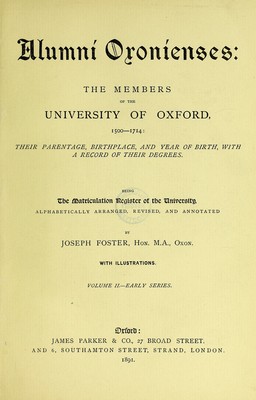 Alumni Oxonienses:
THE MEMBERS
OF THE
UNIVERSITY OF OXFORD,
1500—1714:
THEIR PARENTAGE, BIRTHPLACE, AND YEAR OF BIRTH, WITH
A RECORD OF THEIR DEGREES.
BEING
The Matriculation Register of the University,
ALPHABETICALLY ARRANGED, REVISED, AND ANNOTATED
BY
JOSEPH FOSTER, HON. M.A., OXON.
WITH ILLUSTRATIONS.
VOLUME II.—EARLY SERIES.
Oxford:
JAMES PARKER & CO., 27 BROAD STREET,
AND 6, SOUTHAMTON STREET, STRAND, LONDON.
1891.